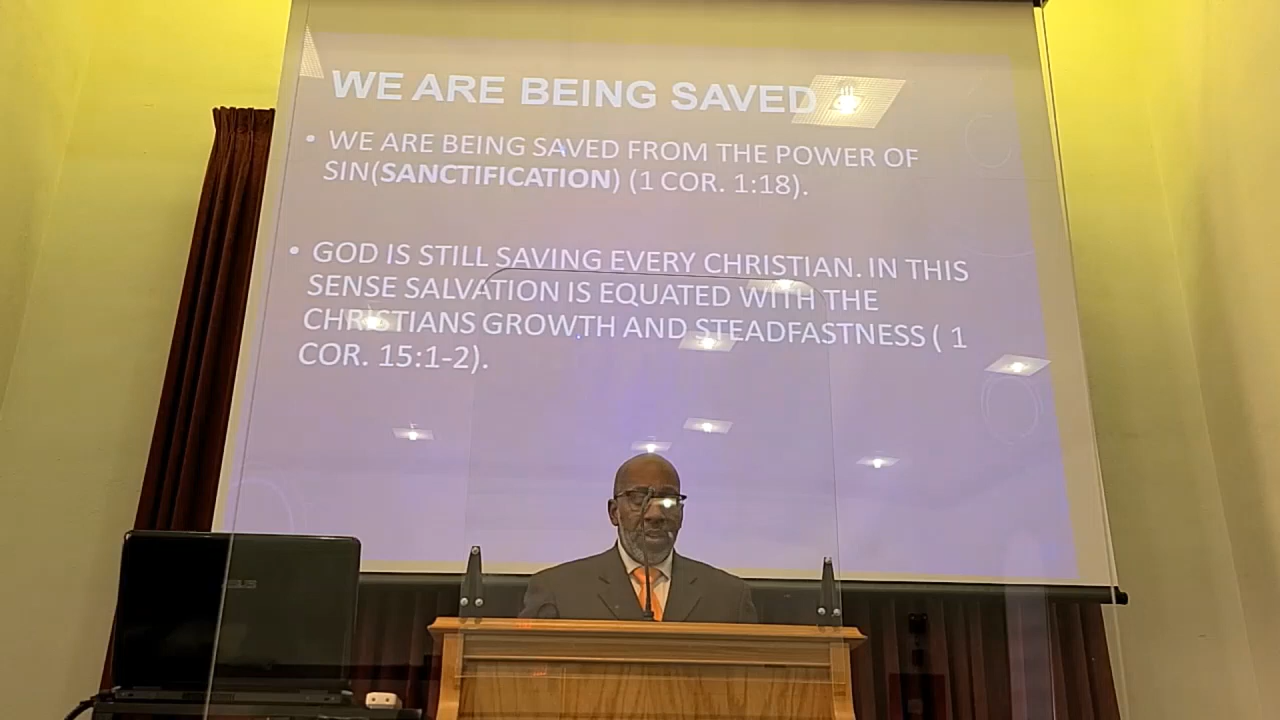 WE ARE BEING SAVED
• WE ARE BEING SAVED FROM THE POWER OF
SIN(SANCTIFICATION) (1 COR. 1:18).
• GOD IS STILL SAVING EVERY CHRISTIAN. IN THIS
SENSE SALVATION IS EQUATED WITH THE
CHRISTIANS GROWTH AND STEADFASTNESS ( 1
COR. 15:1-2).
ASUS